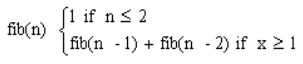 1 if n ≤ 2
fib(n)
fib(n -1) + fib(n -2) if x ≥ 1